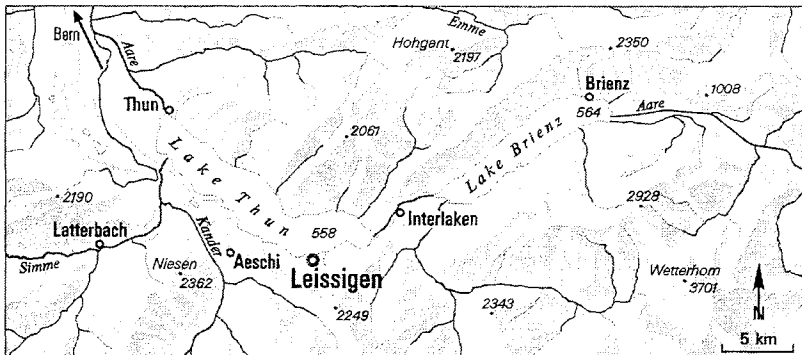 Bern
Aare
Emme
Hohgant
2197
2350
Thun
Brienz
1008
564
Aare
2061
Lake Thun
Lake Brienz
2190
2928
Interlaken
Latterbach
Kander
558
Simme
Aeschi
Leissigen
Niesen
2362
Wetterhorn
3701
2249
2343
N
5 km